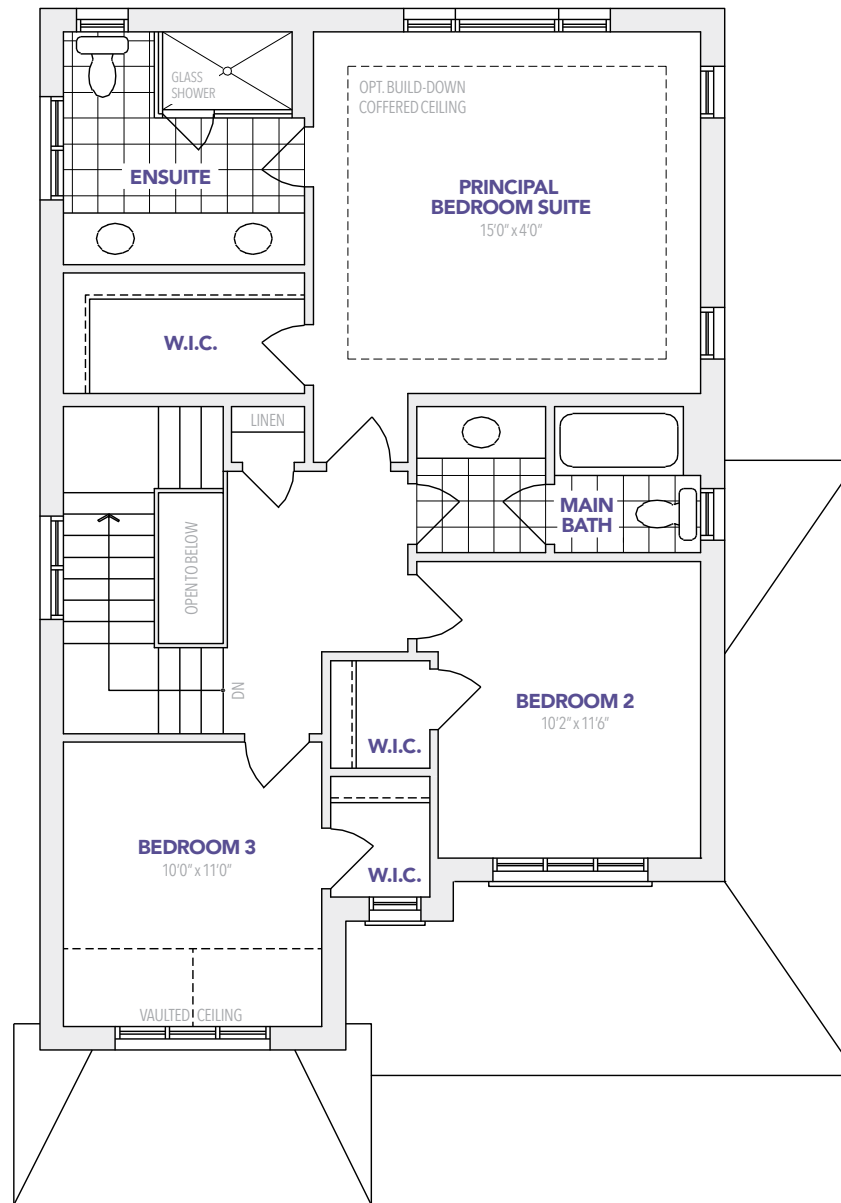 GLASS
SHOWER
OPT. BUILD-DOWN
COFFERED CEILING
ENSUITE
PRINCIPAL
BEDROOM SUITE
15'0" x 4'0"
W.I.C.
LINEN
MAIN
BATH
OPEN TO BELOW
DN
BEDROOM 2
10'2" x 11'6"
W.I.C.
BEDROOM 3
10'0" x 11'0"
W.I.C.
VAULTED CEILING